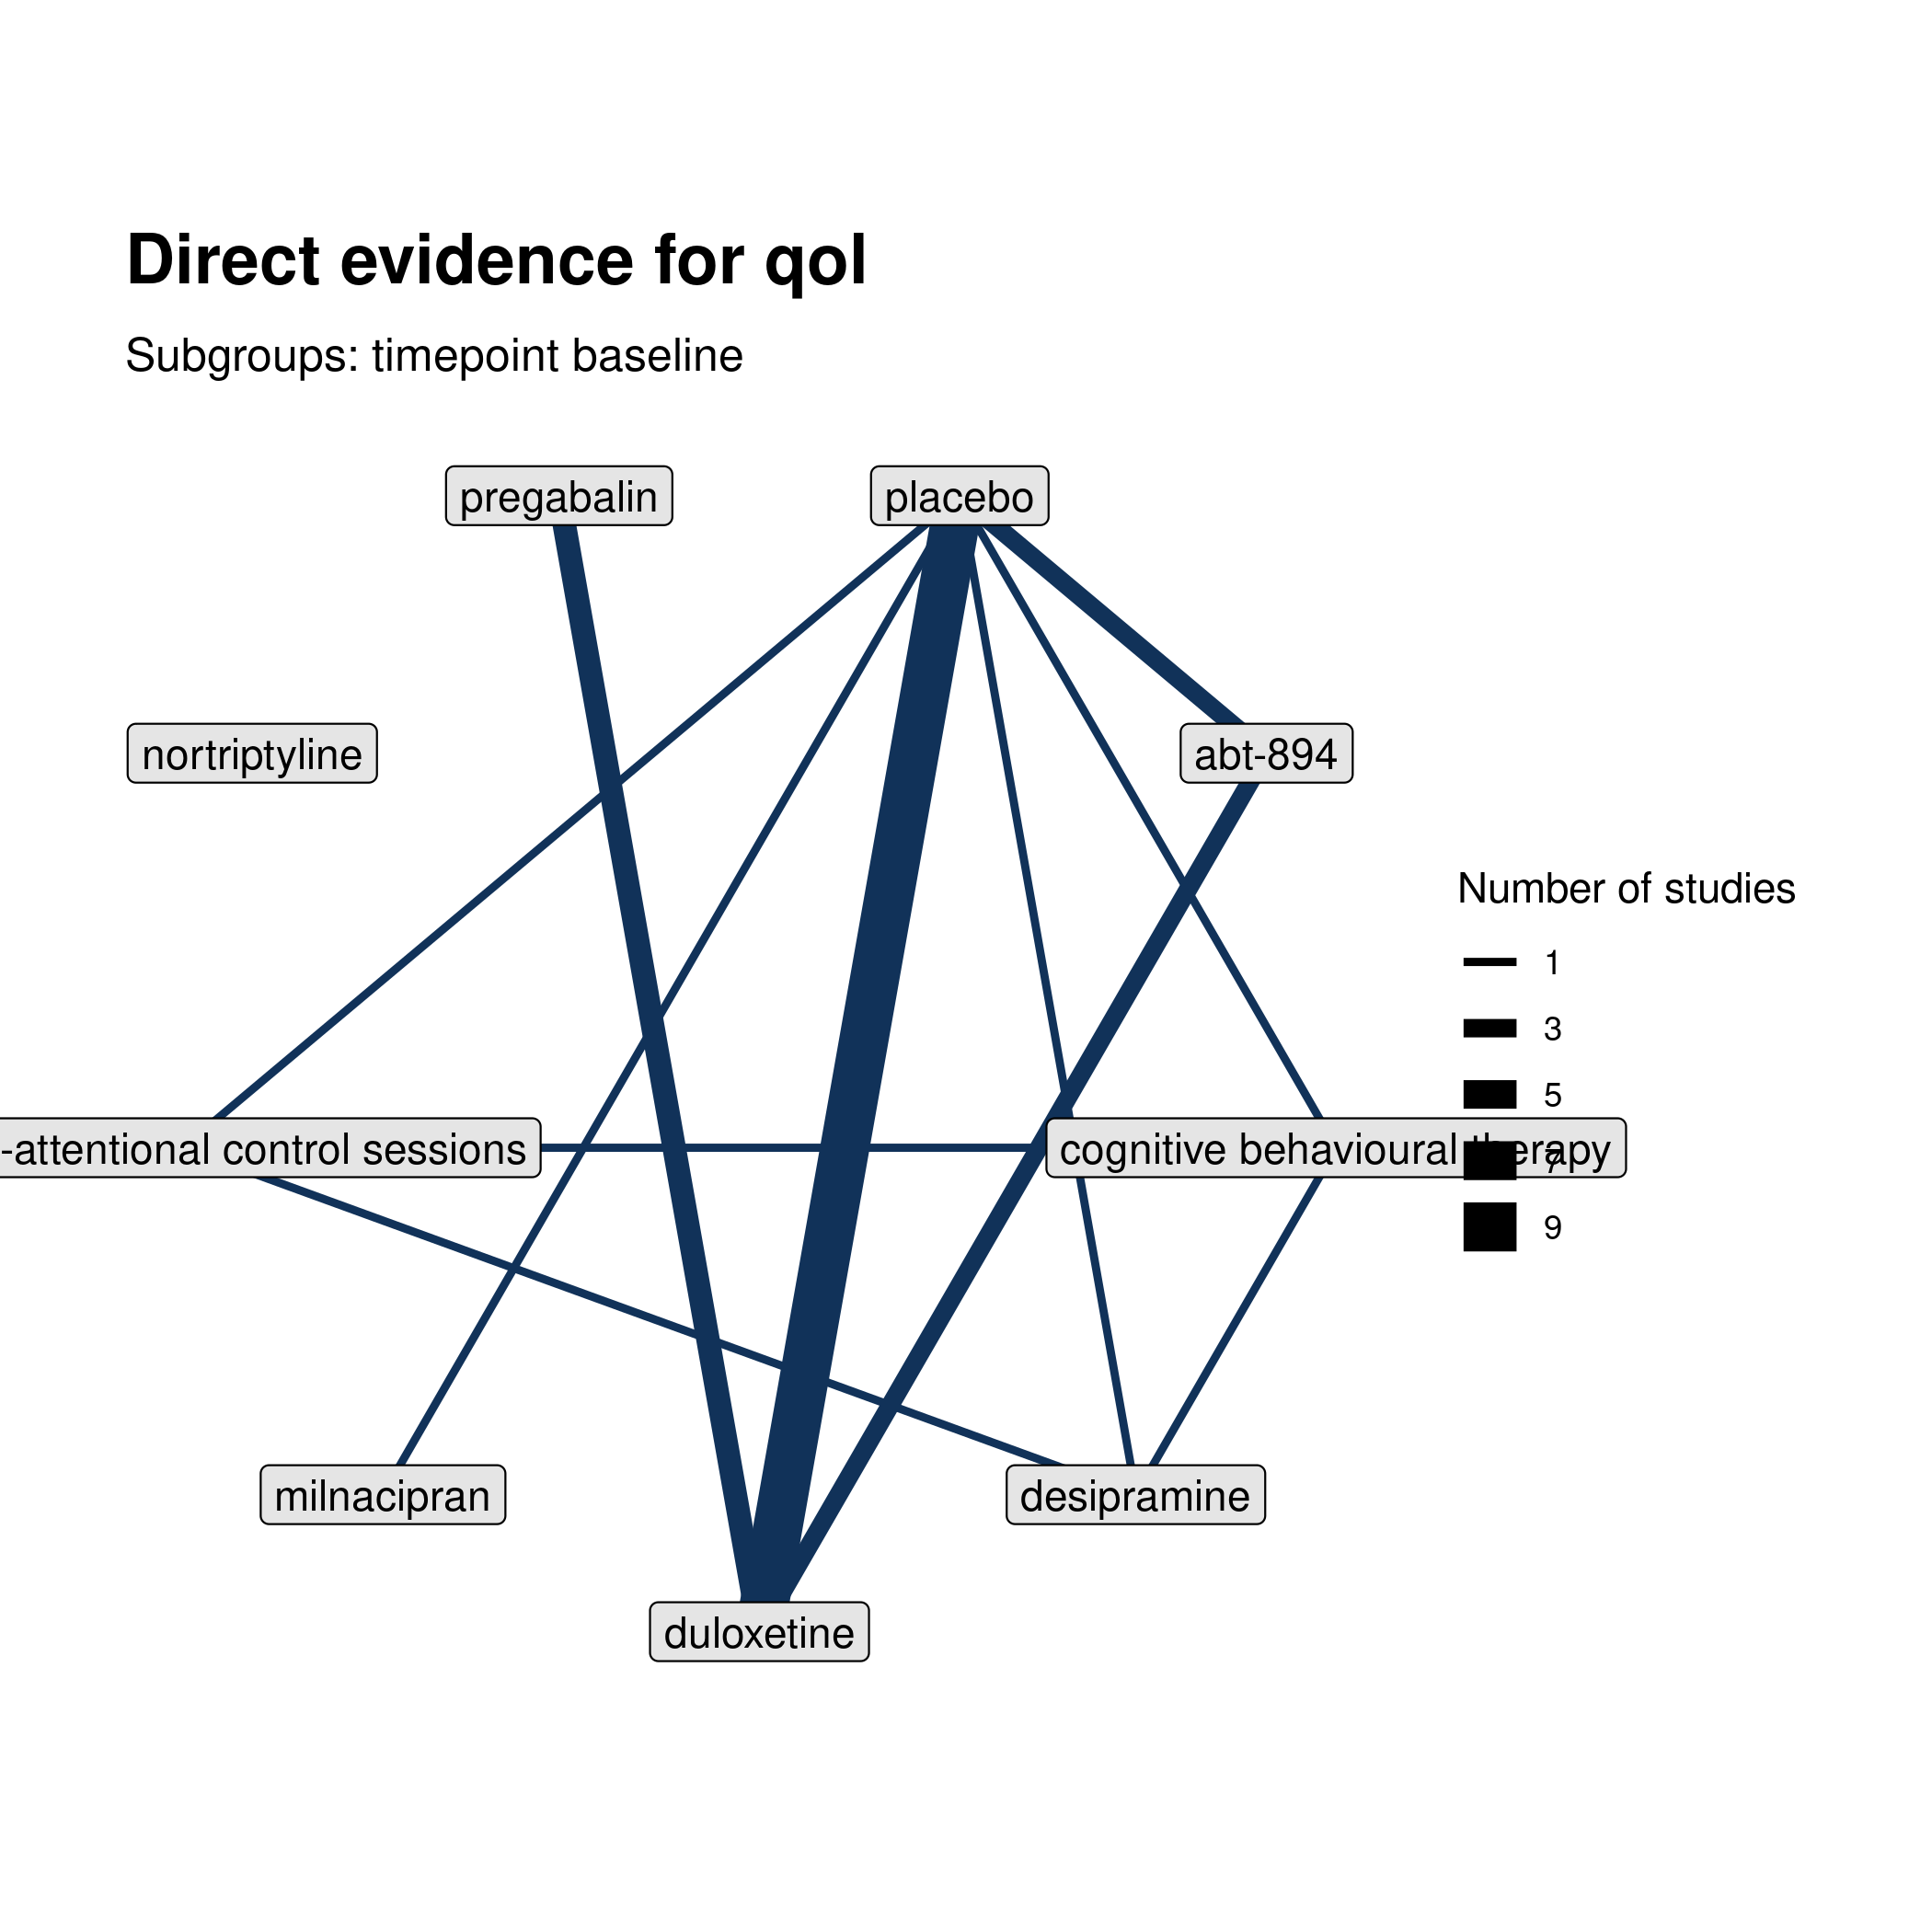 Direct evidence for qol
Subgroups: timepoint baseline
pregabalin
placebo
nortriptyline
abt-894
Number of studies
1
3
5
-attentional control sessions
cognitive behavioural therapy
7
9
milnacipran
desipramine
duloxetine